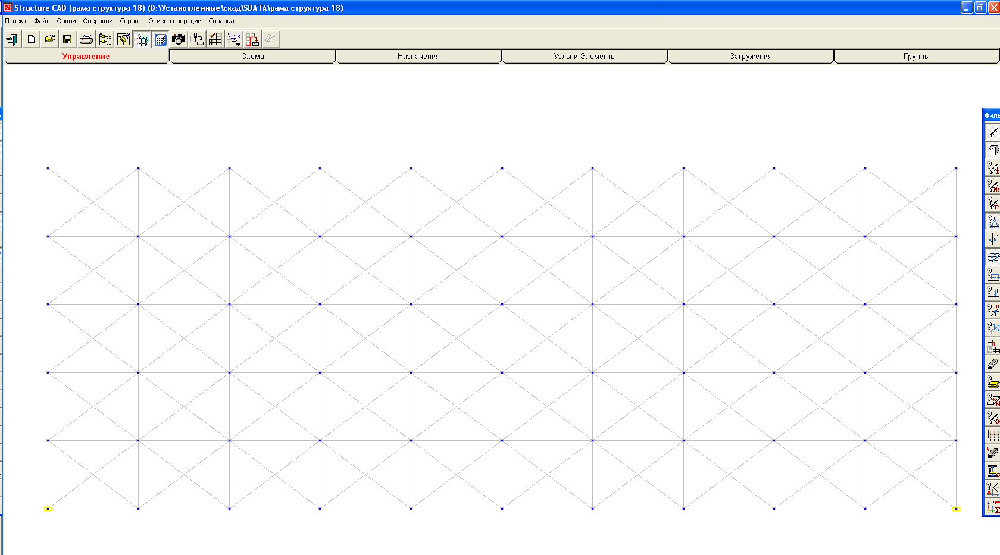 Structure CAD (рама структура 18) (D:\Установленные\скад\SDATA\рама структура 18)
Проект Файл Опции Операции Сервис Отмена операции Справка
Управление Схема Назначения Узлы и Элементы Загружения Группы
Филь